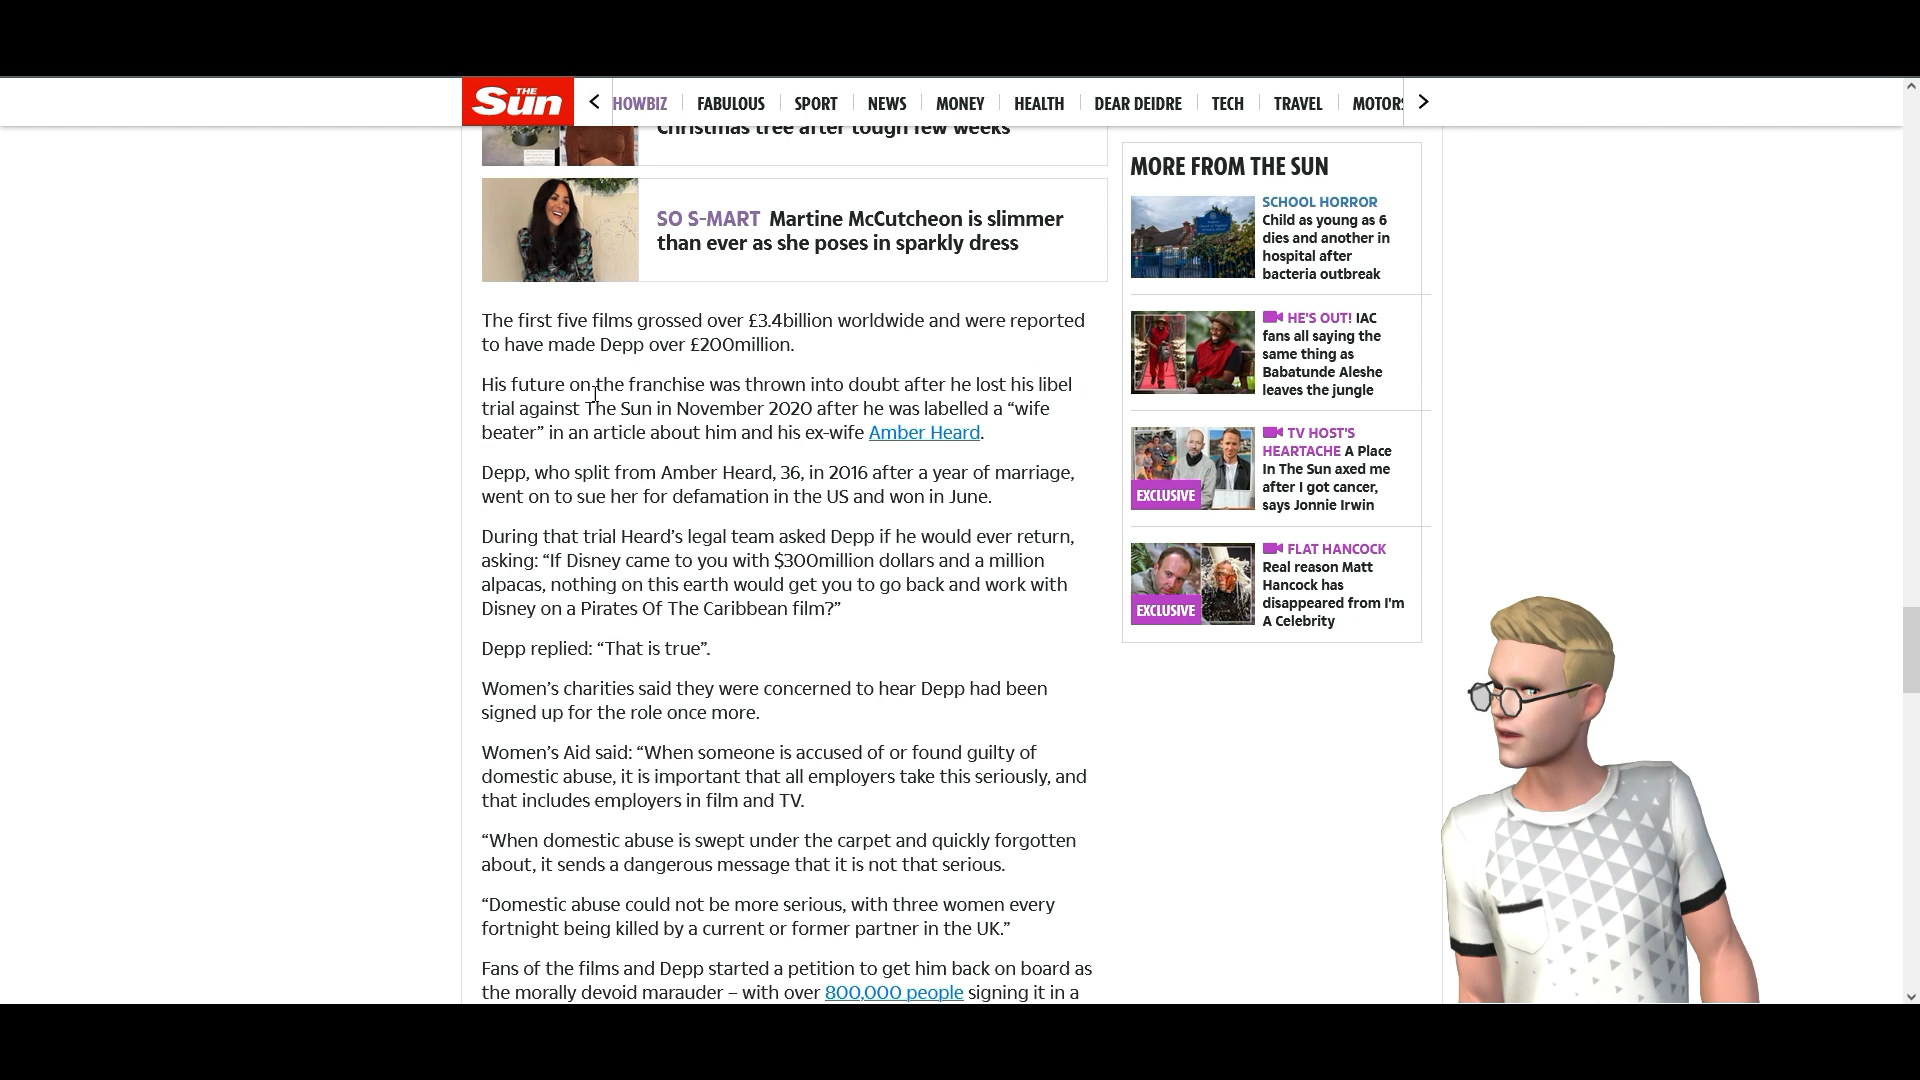 THE
Sun
HOWBIZ
FABULOUS
SPORT
NEWS
MONEY
HEALTH
DEAR DEIDRE
TECH
TRAVEL
MOTORS
Christmas tree after tough few weeks
SO S-MART Martine McCutcheon is slimmer
than ever as she poses in sparkly dress
The first five films grossed over £3.4billion worldwide and were reported
to have made Depp over £200million.
His future on the franchise was thrown into doubt after he lost his libel
trial against The Sun in November 2020 after he was labelled a “wife
beater” in an article about him and his ex-wife Amber Heard.
Depp, who split from Amber Heard, 36, in 2016 after a year of marriage,
went on to sue her for defamation in the US and won in June.
During that trial Heard’s legal team asked Depp if he would ever return,
asking: “If Disney came to you with $300million dollars and a million
alpacas, nothing on this earth would get you to go back and work with
Disney on a Pirates Of The Caribbean film?”
Depp replied: “That is true”.
Women’s charities said they were concerned to hear Depp had been
signed up for the role once more.
Women’s Aid said: “When someone is accused of or found guilty of
domestic abuse, it is important that all employers take this seriously, and
that includes employers in film and TV.
“When domestic abuse is swept under the carpet and quickly forgotten
about, it sends a dangerous message that it is not that serious.
“Domestic abuse could not be more serious, with three women every
fortnight being killed by a current or former partner in the UK.”
Fans of the films and Depp started a petition to get him back on board as
the morally devoid marauder – with over 800,000 people signing it in a
MORE FROM THE SUN
SCHOOL HORROR
Child as young as 6
dies and another in
hospital after
bacteria outbreak
HE'S OUT! IAC
fans all saying the
same thing as
Babatunde Aleshe
leaves the jungle
TV HOST'S
HEARTACHE A Place
In The Sun axed me
after I got cancer,
says Jonnie Irwin
EXCLUSIVE
FLAT HANCOCK
Real reason Matt
Hancock has
disappeared from I'm
A Celebrity
EXCLUSIVE